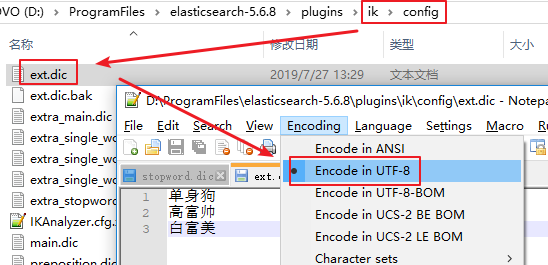 OVO (D:) › ProgramFiles › elasticsearch-5.6.8 › plugins › ik › config
名称 修改日期 类型
ext.dic 2019/7/27 13:29 文本文档
ext.dic.bak
extra_main.dic
extra_single_wo
extra_single_wo
extra_single_wo
extra_stopword.
IKAnalyzer.cfg.
main.dic
preposition.dic
D:\ProgramFiles\elasticsearch-5.6.8\plugins\ik\config\ext.dic - Notepa
File Edit Search View Encoding Language Settings Macro R
stopword.dic ext.
1 单身狗
2 高富帅
3 白富美
Encode in ANSI
Encode in UTF-8
Encode in UTF-8-BOM
Encode in UCS-2 BE BOM
Encode in UCS-2 LE BOM
Character sets